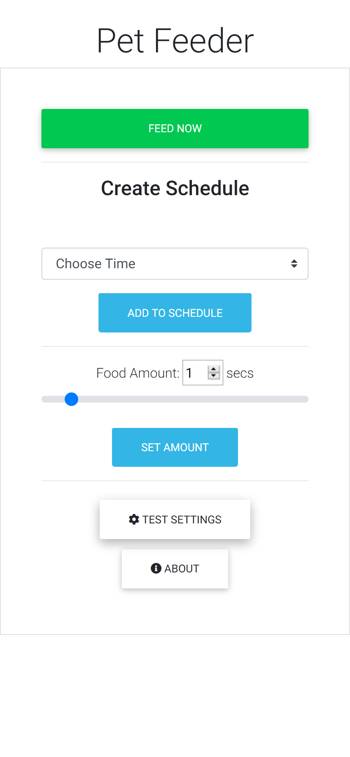 Pet Feeder
FEED NOW
Create Schedule
Choose Time
ADD TO SCHEDULE
Food Amount: 1 secs
SET AMOUNT
TEST SETTINGS
ABOUT